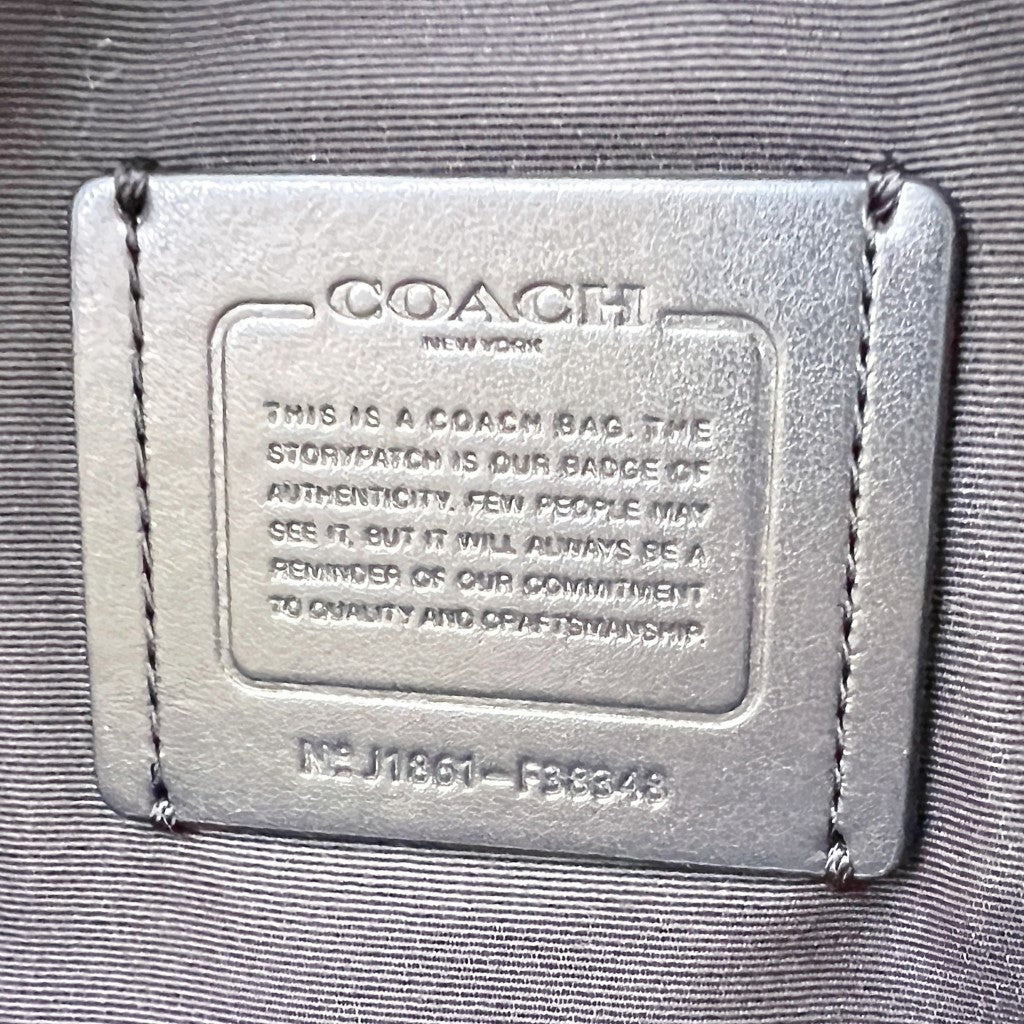 COACH
NEW YORK
THIS IS A COACH BAG. THE
STORYPATCH IS OUR BADGE OF
AUTHENTICITY. FEW PEOPLE MAY
SEE IT, BUT IT WILL ALWAYS BE A
REMINDER OF OUR COMMITMENT
TO QUALITY AND CRAFTSMANSHIP.
Nº J1861-F38348